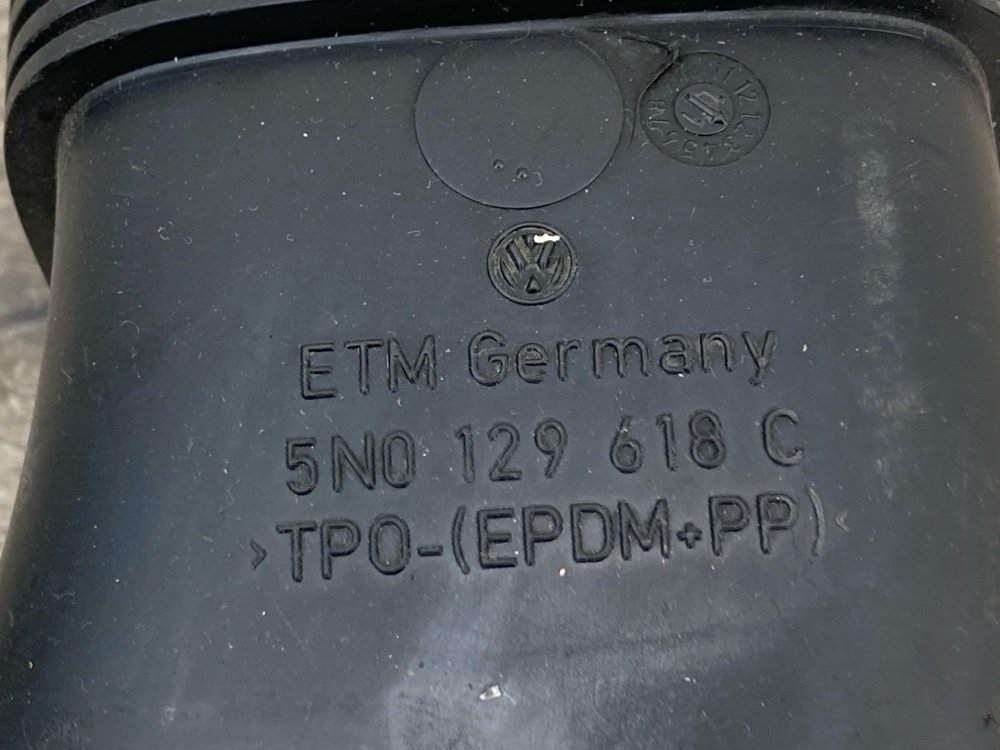 ETM Germany
5N0 129 618 C
>TPO-(EPDM+PP)<